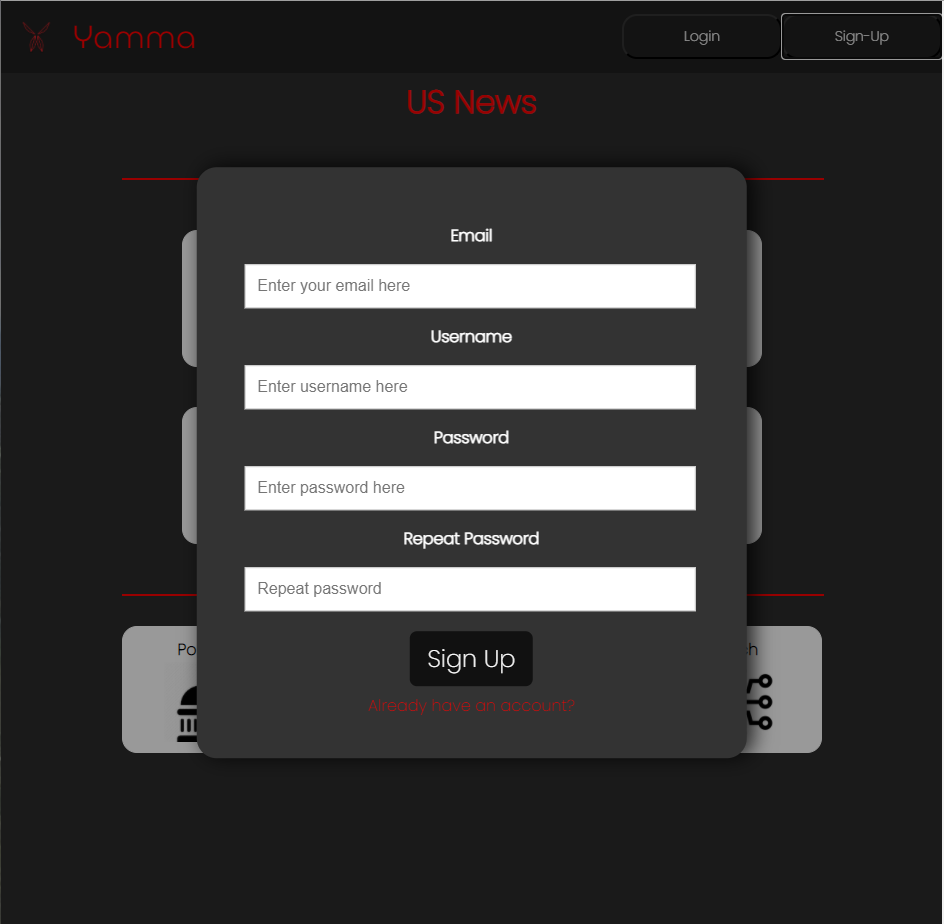 Yamma
Login
Sign-Up
US News
Email
Enter your email here
Username
Enter username here
Password
Enter password here
Repeat Password
Repeat password
Sign Up
Already have an account?